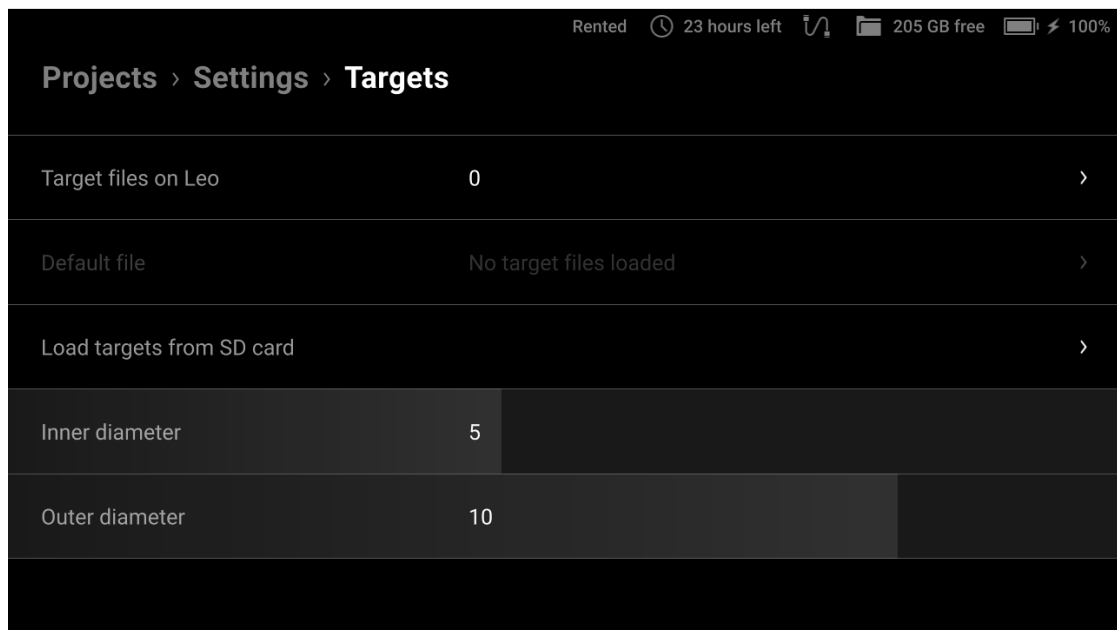 Rented 23 hours left 205 GB free 100%
Projects › Settings › Targets
Target files on Leo 0 ›
Default file No target files loaded ›
Load targets from SD card ›
Inner diameter 5
Outer diameter 10